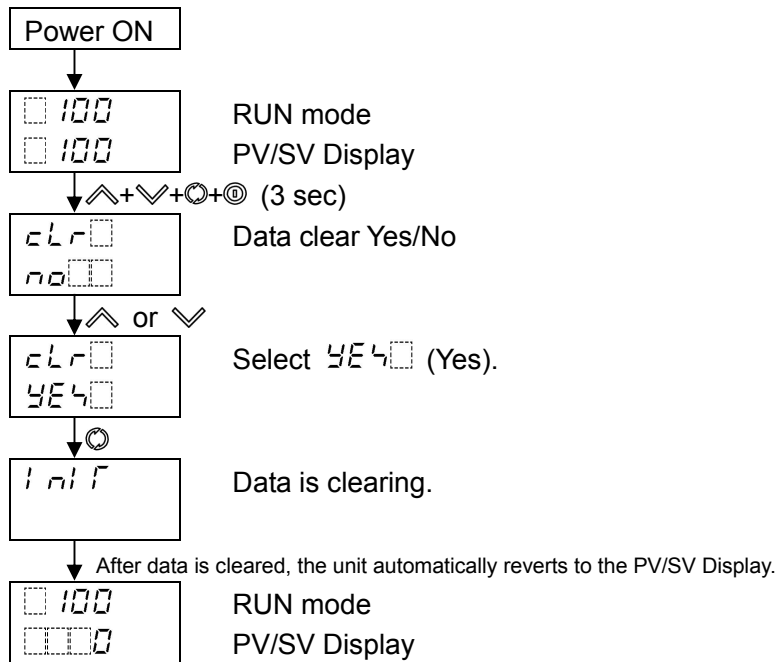 Power ON
100 RUN mode
100 PV/SV Display
+ + + (3 sec)
cLr Data clear Yes/No
no
or
cLr Select YES (Yes).
YES
InIT Data is clearing.
After data is cleared, the unit automatically reverts to the PV/SV Display.
100 RUN mode
0 PV/SV Display